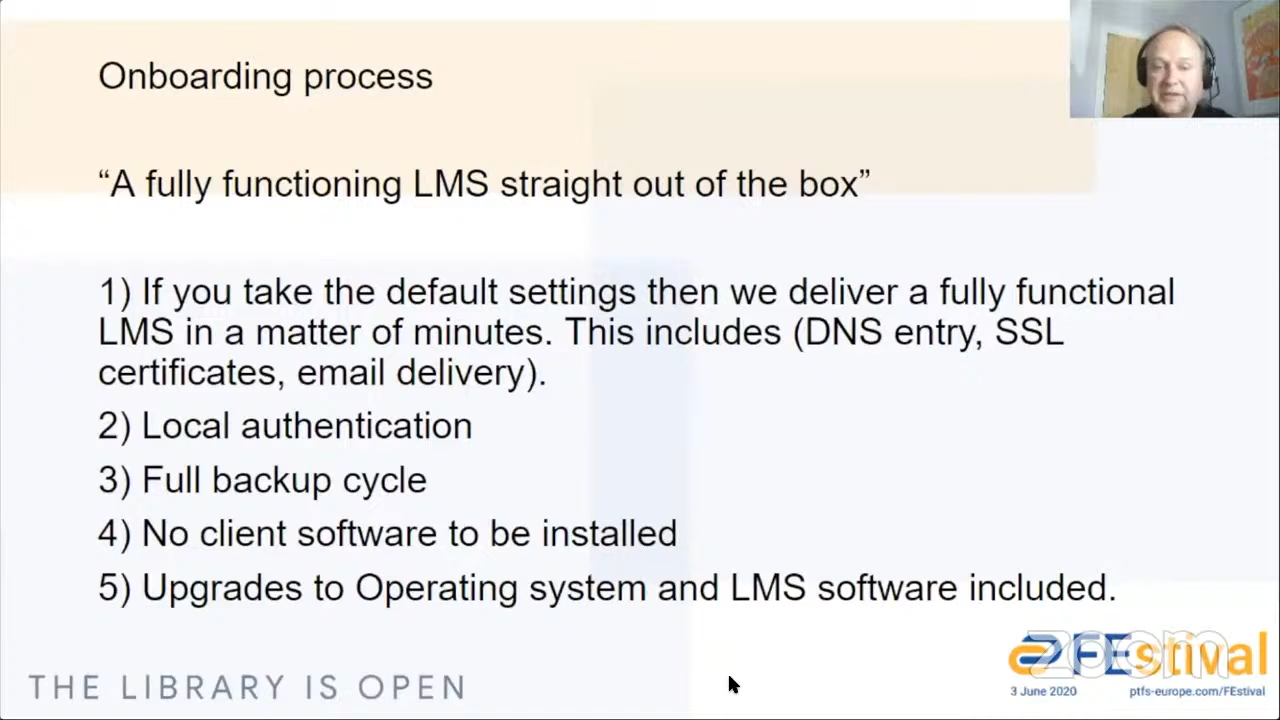 Onboarding process
“A fully functioning LMS straight out of the box”
1) If you take the default settings then we deliver a fully functional
LMS in a matter of minutes. This includes (DNS entry, SSL
certificates, email delivery).
2) Local authentication
3) Full backup cycle
4) No client software to be installed
5) Upgrades to Operating system and LMS software included.
FEstival
zoom
3 June 2020 ptfs-europe.com/FEstival
THE LIBRARY IS OPEN